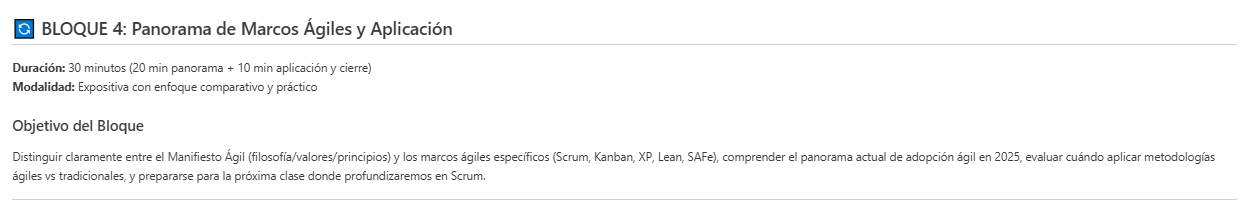 🔄 BLOQUE 4: Panorama de Marcos Ágiles y Aplicación
Duración: 30 minutos (20 min panorama + 10 min aplicación y cierre)
Modalidad: Expositiva con enfoque comparativo y práctico
Objetivo del Bloque
Distinguir claramente entre el Manifiesto Ágil (filosofía/valores/principios) y los marcos ágiles específicos (Scrum, Kanban, XP, Lean, SAFe), comprender el panorama actual de adopción ágil en 2025, evaluar cuándo aplicar metodologías
ágiles vs tradicionales, y prepararse para la próxima clase donde profundizaremos en Scrum.